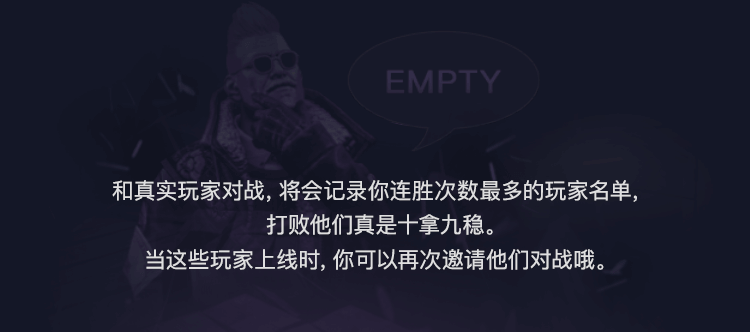 EMPTY
和真实玩家对战, 将会记录你连胜次数最多的玩家名单,
打败他们真是十拿九稳。
当这些玩家上线时, 你可以再次邀请他们对战哦。